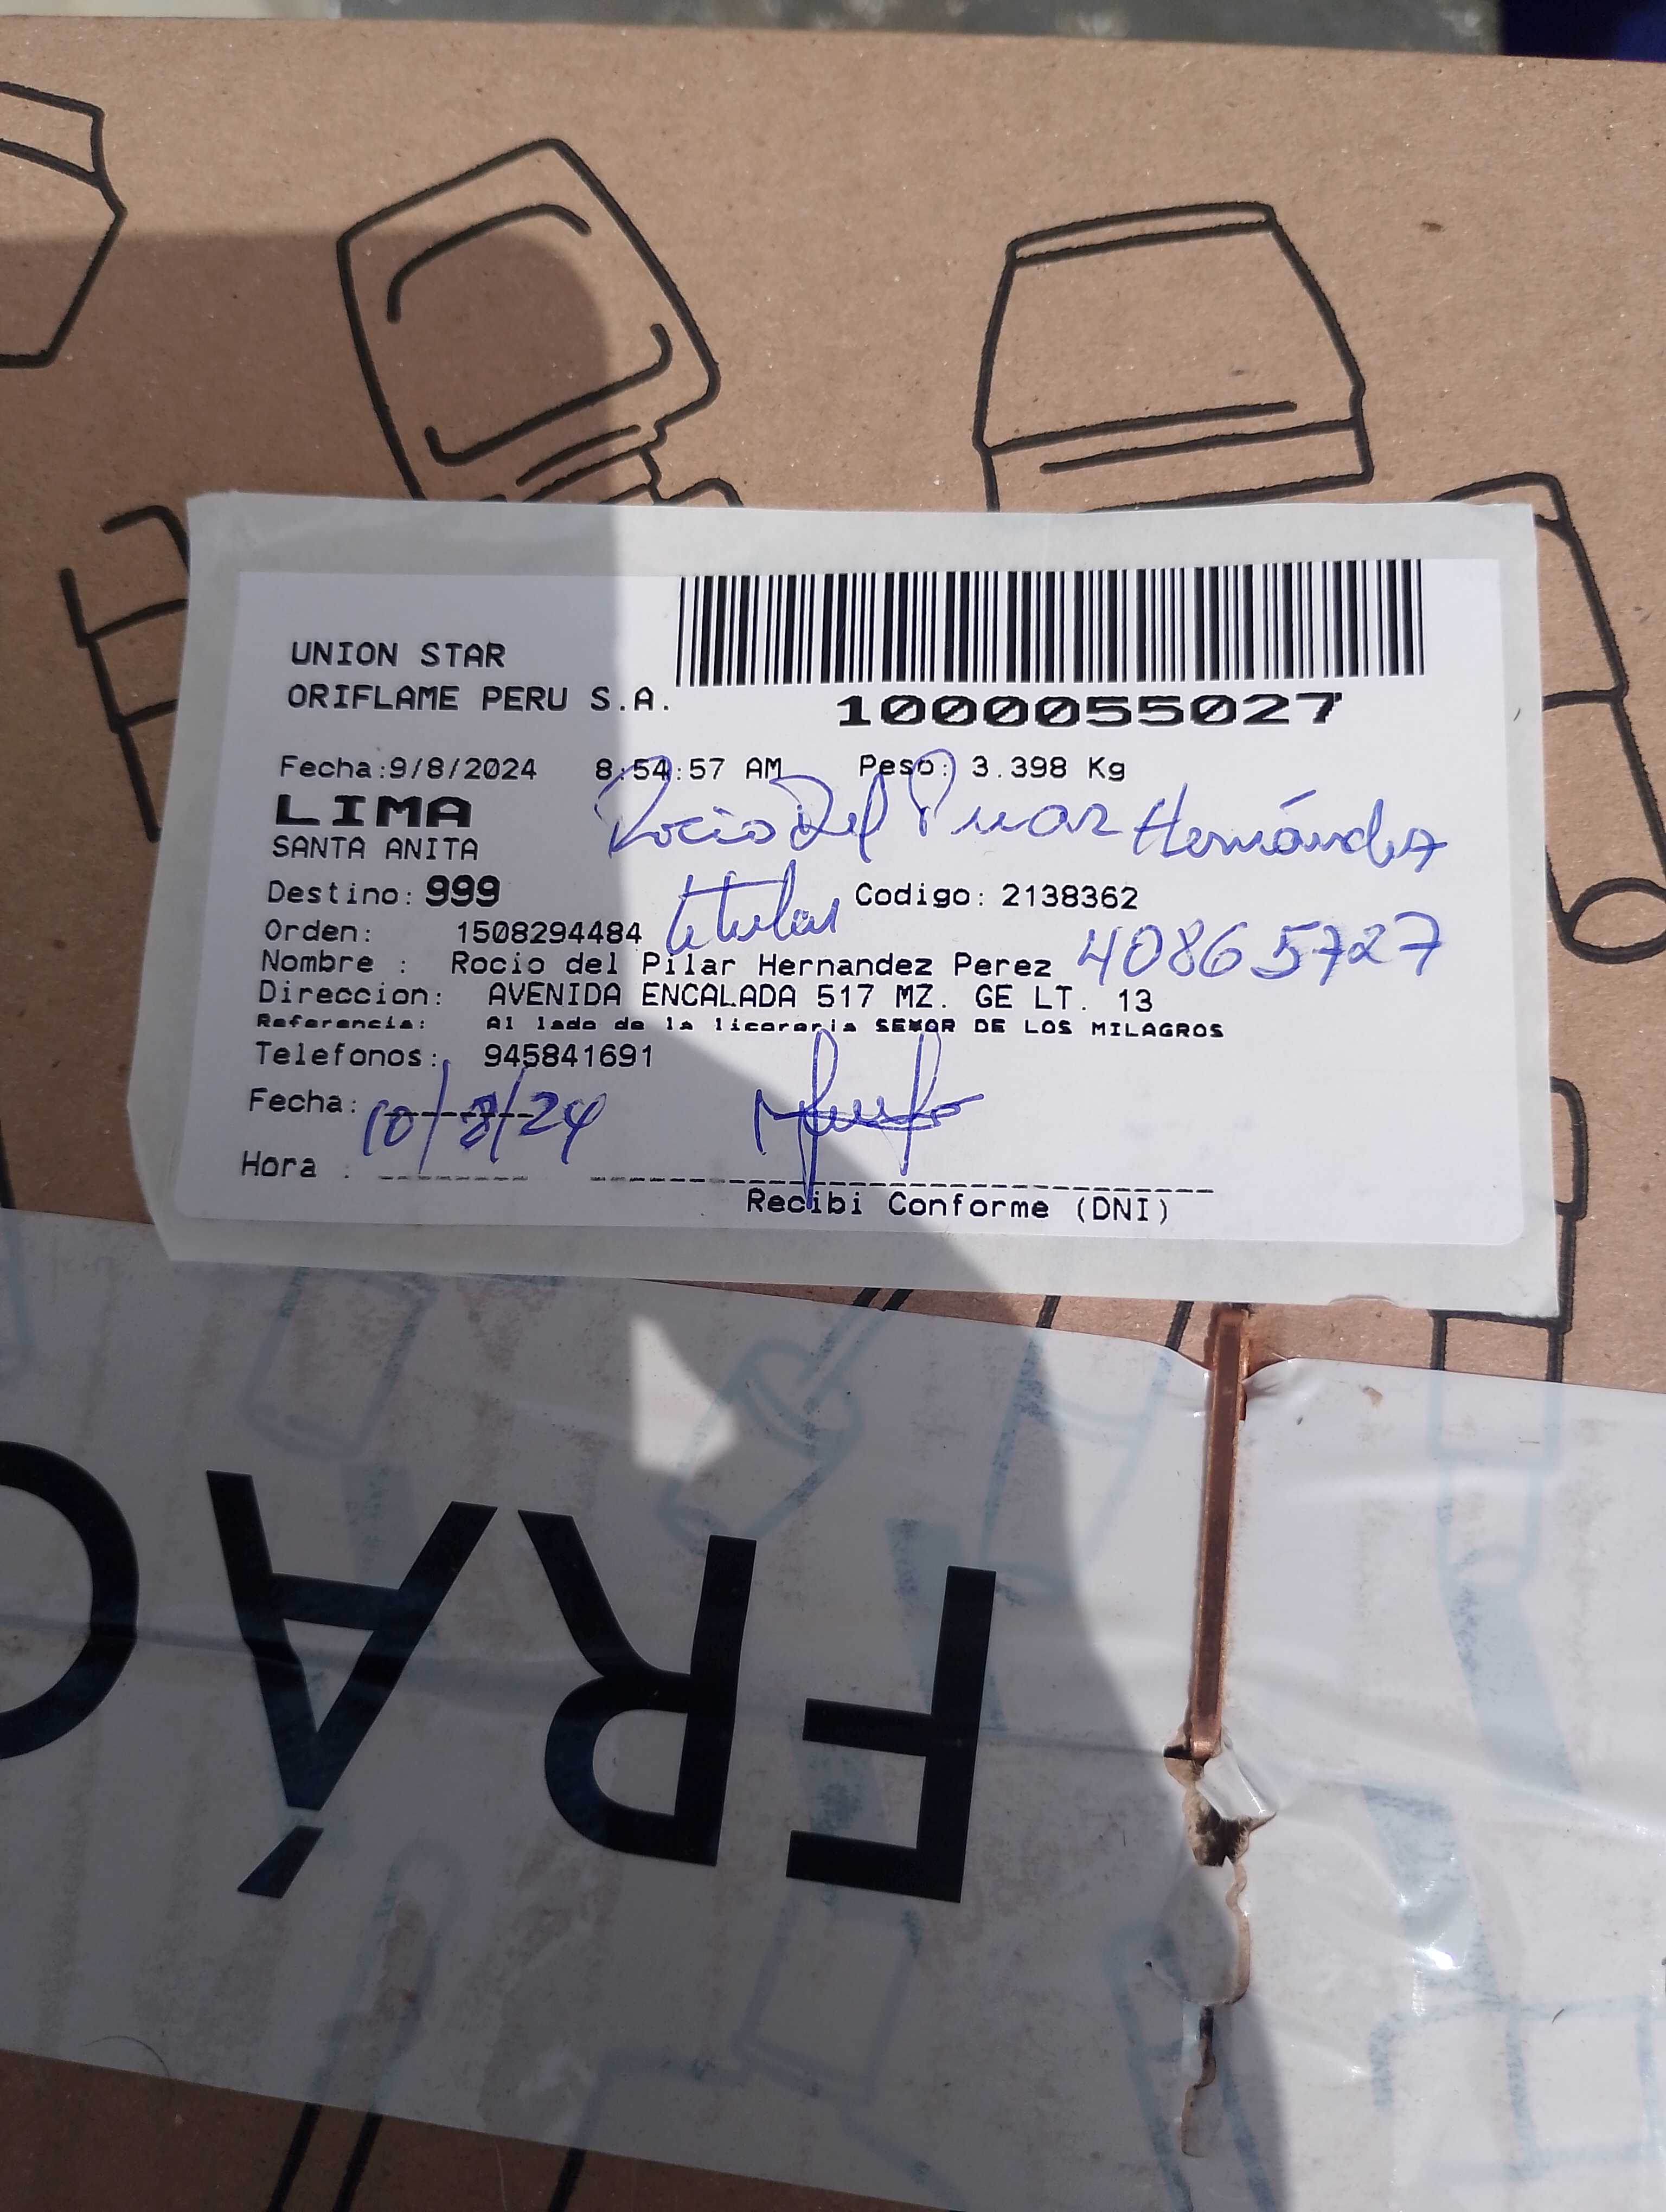 UNION STAR
ORIFLAME PERU S.A.
1000055027
Fecha:9/8/2024 8:54:57 AM Peso: 3.398 Kg
LIMA
Rocio Del Pilar Hernández
SANTA ANITA
Destino: 999 titular Codigo: 2138362
Orden: 1508294484
40865727
Nombre : Rocio del Pilar Hernandez Perez
Direccion: AVENIDA ENCALADA 517 MZ. GE LT. 13
Referencia: Al lado de la licoreria SEÑOR DE LOS MILAGROS
Telefonos: 945841691
Fecha: 10/8/24
Hora :
Recibi Conforme (DNI)
FRÁ